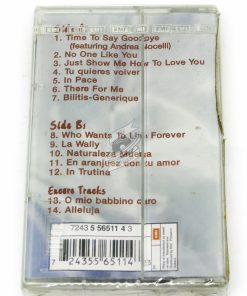 1. Time To Say Goodbye
(featuring Andrea Bocelli)
2. No One Like You
3. Just Show Me How To Love You
4. Tu quieres volver
5. In Pace
6. There For Me
7. Bilitis-Generique
Side B:
8. Who Wants To Live Forever
9. La Wally
10. Naturaleza Muerta
11. En aranjuez con tu amor
12. In Trutina
Encore Tracks
13. O mio babbino caro
14. Alleluja
7243 5 56511 4 3
7 24355 65114
EMI